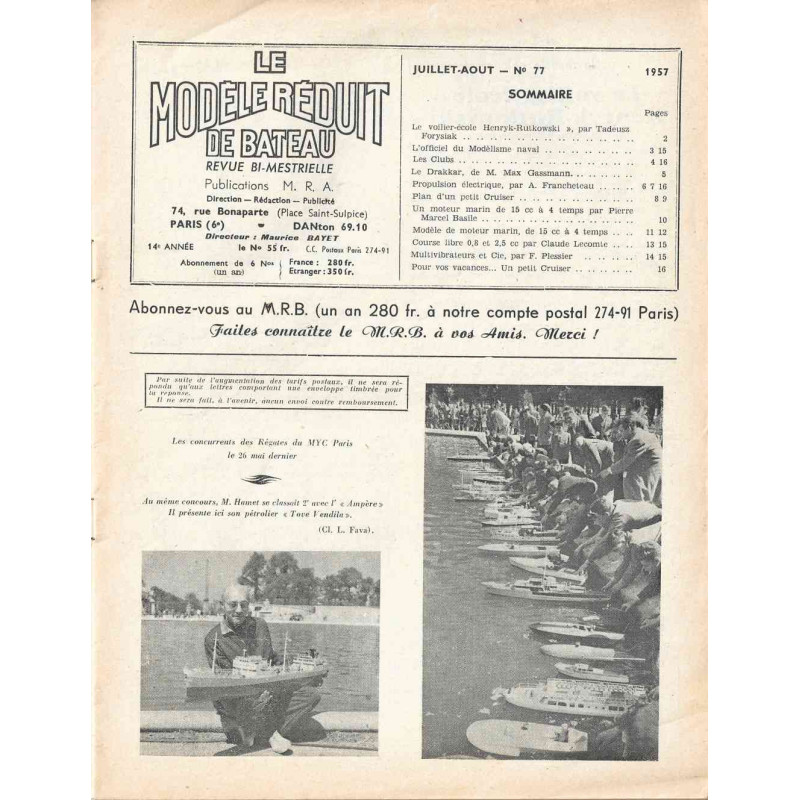 LE
MODÈLE RÉDUIT
DE BATEAU
REVUE BI-MESTRIELLE
Publications M. R. A.
Direction — Rédaction — Publicité
74, rue Bonaparte (Place Saint-Sulpice)
PARIS (6e) DANton 69.10
Directeur : Maurice BAYET
14e ANNÉE le No 55 fr. C.C. Postaux Paris 274-91
Abonnement de 6 Nos
(un an)
France : 280 fr.
Etranger : 350 fr.
JUILLET-AOUT — No 77 1957
SOMMAIRE
Pages
Le voilier-école Henryk-Rutkowski », par Tadeusz
Forysiak .. .. .. .. .. .. .. .. .. .. .. .. .. 2
L'officiel du Modélisme naval .. .. .. .. .. .. .. 3 15
Les Clubs .. .. .. .. .. .. .. .. .. .. .. .. .. 4 16
Le Drakkar, de M. Max Gassmann. .. .. .. .. .. 5
Propulsion électrique, par A. Francheteau .. .. .. 6 7 16
Plan d'un petit Cruiser .. .. .. .. .. .. .. .. 8 9
Un moteur marin de 15 cc à 4 temps par Pierre
Marcel Basile .. .. .. .. .. .. .. .. .. .. .. 10
Modèle de moteur marin, de 15 cc à 4 temps .. .. 11 12
Course libre 0,8 et 2,5 cc par Claude Lecomte .. .. 13 15
Multivibrateurs et Cie, par F. Plessier .. .. .. .. 14 15
Pour vos vacances... Un petit Cruiser .. .. .. .. 16
Abonnez-vous au M.R.B. (un an 280 fr. à notre compte postal 274-91 Paris)
Faites connaître le M.R.B. à vos Amis. Merci !
Par suite de l'augmentation des tarifs postaux, il ne sera ré-
pondu qu'aux lettres comportant une enveloppe timbrée pour
la réponse.
Il ne sera fait, à l'avenir, aucun envoi contre remboursement.
Les concurrents des Régates du MYC Paris
le 26 mai dernier
Au même concours, M. Hamet se classait 2e avec l' « Ampère »
Il présente ici son pétrolier « Tove Vendila ».
(Cl. L. Fava).